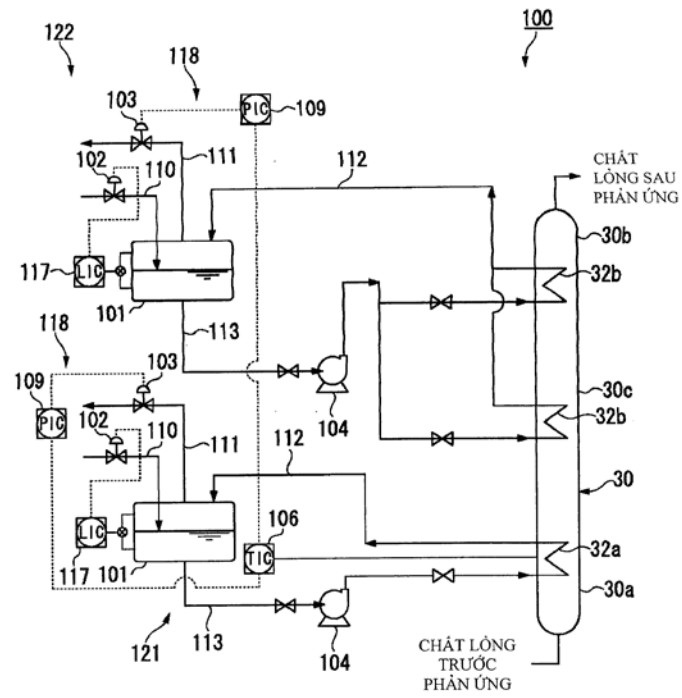 100
122
118
103
PIC
109
102
110
111
112
CHẤT
LỎNG SAU
PHẢN ỨNG
30b
32b
117
LIC
101
113
118
103
109
PIC
102
110
111
104
112
30c
32b
30
106
TIC
LIC
117
101
32a
30a
121
113
104
CHẤT LỎNG
TRƯỚC
PHẢN ỨNG